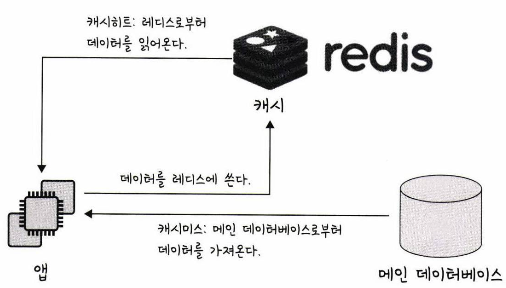 캐시히트: 레디스로부터
데이터를 읽어온다.
redis
캐시
데이터를 레디스에 쓴다.
캐시미스: 메인 데이터베이스로부터
데이터를 가져온다.
앱
메인 데이터베이스